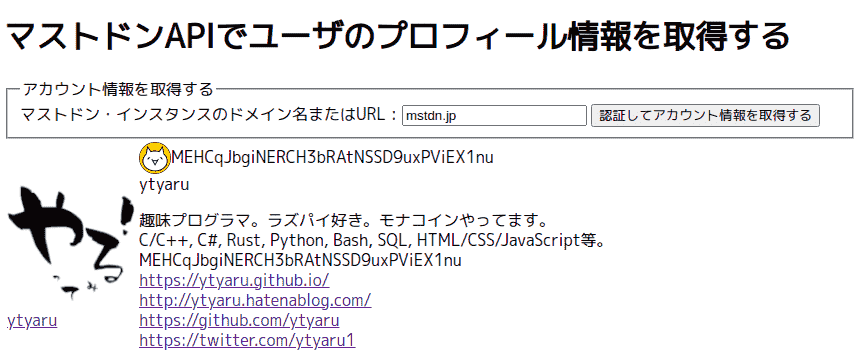 マストドンAPIでユーザのプロフィール情報を取得する
アカウント情報を取得する
マストドン・インスタンスのドメイン名またはURL：mstdn.jp 認証してアカウント情報を取得する
MEHCqJbgiNERCH3bRAtNSSD9uxPViEX1nu
ytyaru
やってみる!
趣味プログラマ。ラズパイ好き。モナコインやってます。
C/C++, C#, Rust, Python, Bash, SQL, HTML/CSS/JavaScript等。
MEHCqJbgiNERCH3bRAtNSSD9uxPViEX1nu
https://ytyaru.github.io/
http://ytyaru.hatenablog.com/
ytyaru
https://github.com/ytyaru
https://twitter.com/ytyaru1